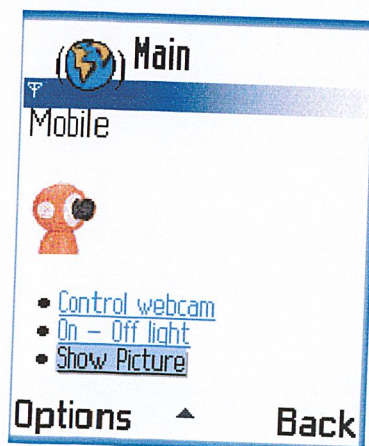 Main
Mobile
• Control webcam
• On – Off light
• Show Picture
Options Back